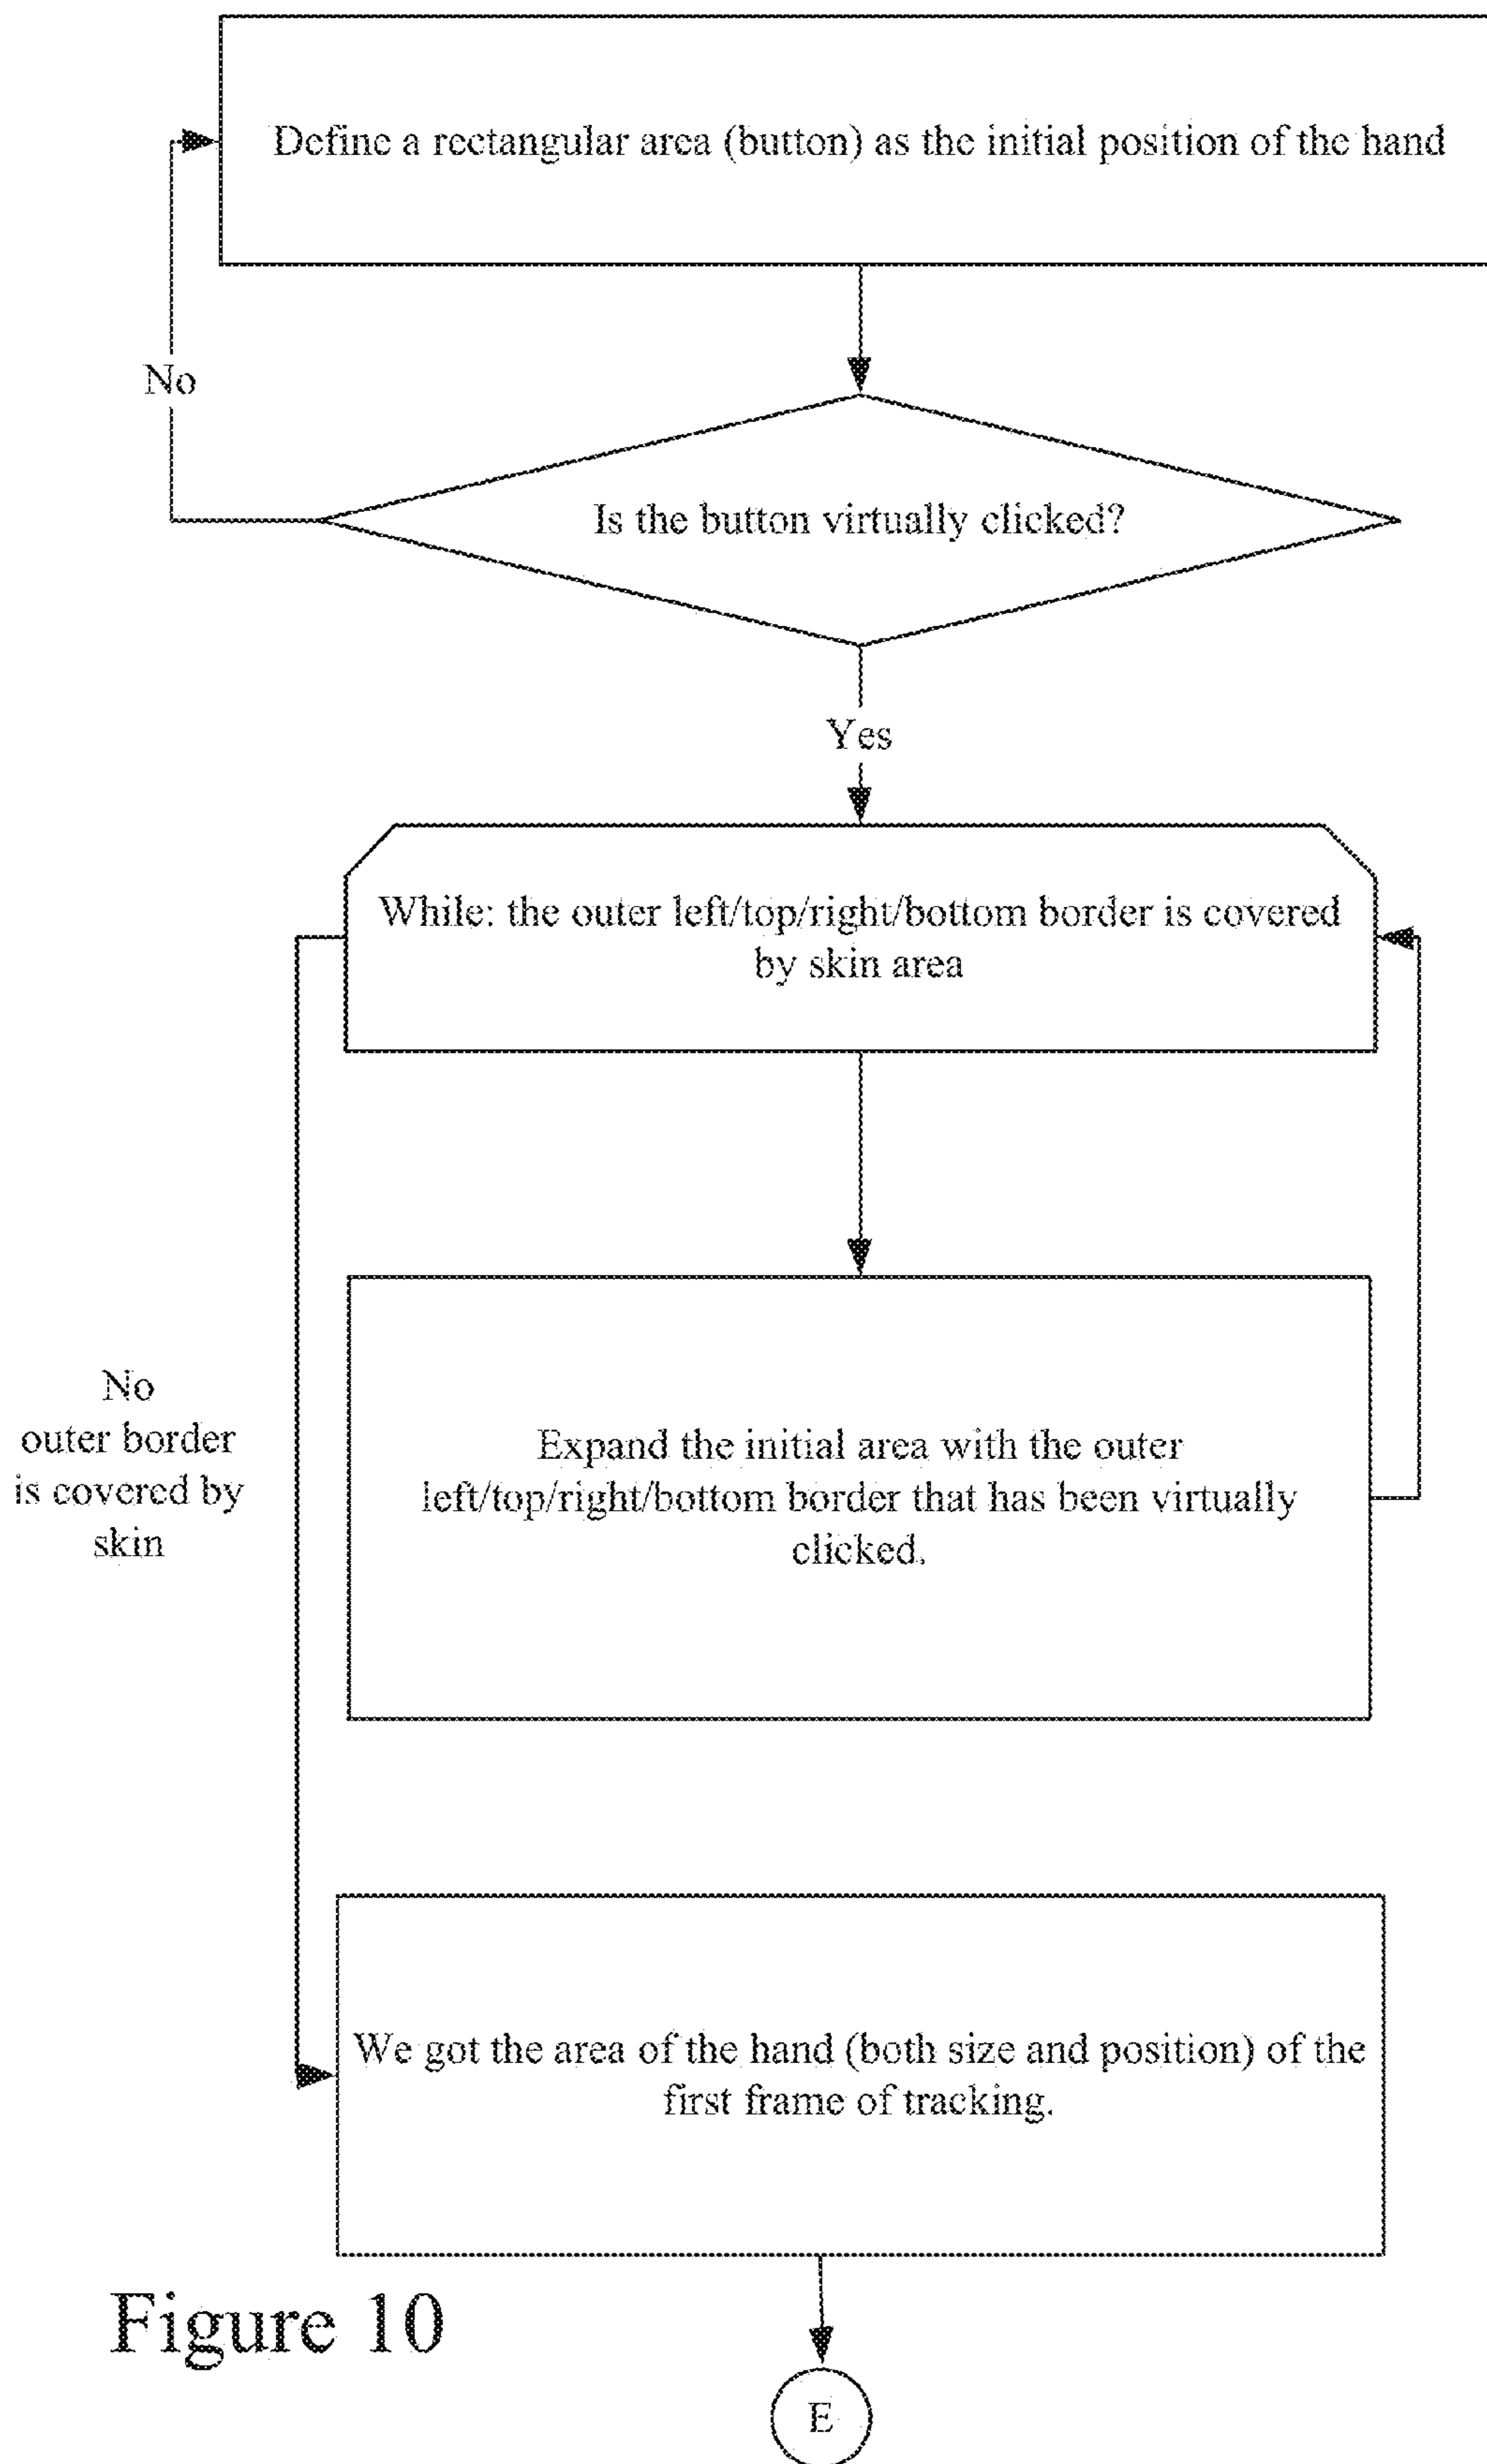 Define a rectangular area (button) as the initial position of the hand
No
Is the button virtually clicked?
Yes
While: the outer left/top/right/bottom border is covered
by skin area
No
outer border
is covered by
skin
Expand the initial area with the outer
left/top/right/bottom border that has been virtually
clicked.
We got the area of the hand (both size and position) of the
first frame of tracking.
Figure 10
E